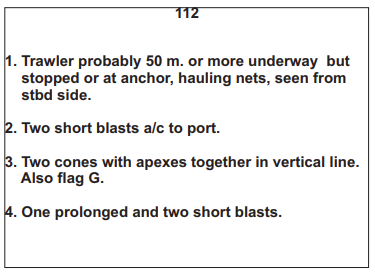 112
1. Trawler probably 50 m. or more underway but
stopped or at anchor, hauling nets, seen from
stbd side.
2. Two short blasts a/c to port.
3. Two cones with apexes together in vertical line.
Also flag G.
4. One prolonged and two short blasts.